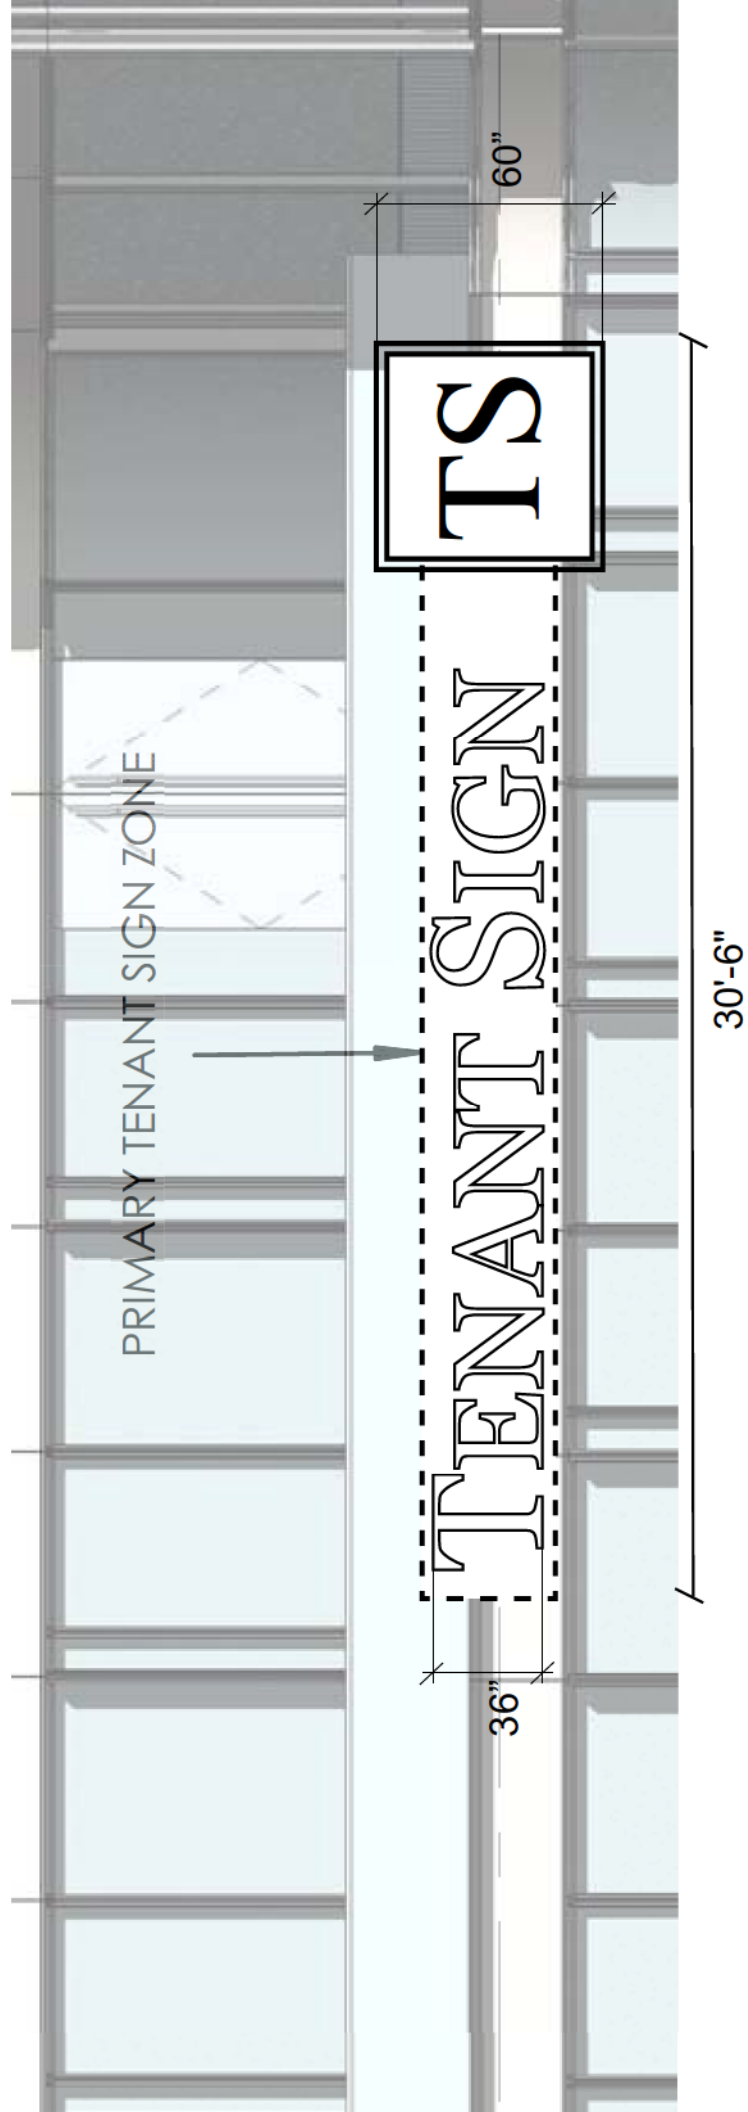 PRIMARY TENANT SIGN ZONE
60”
TS
TENANT SIGN
36”
30'-6"